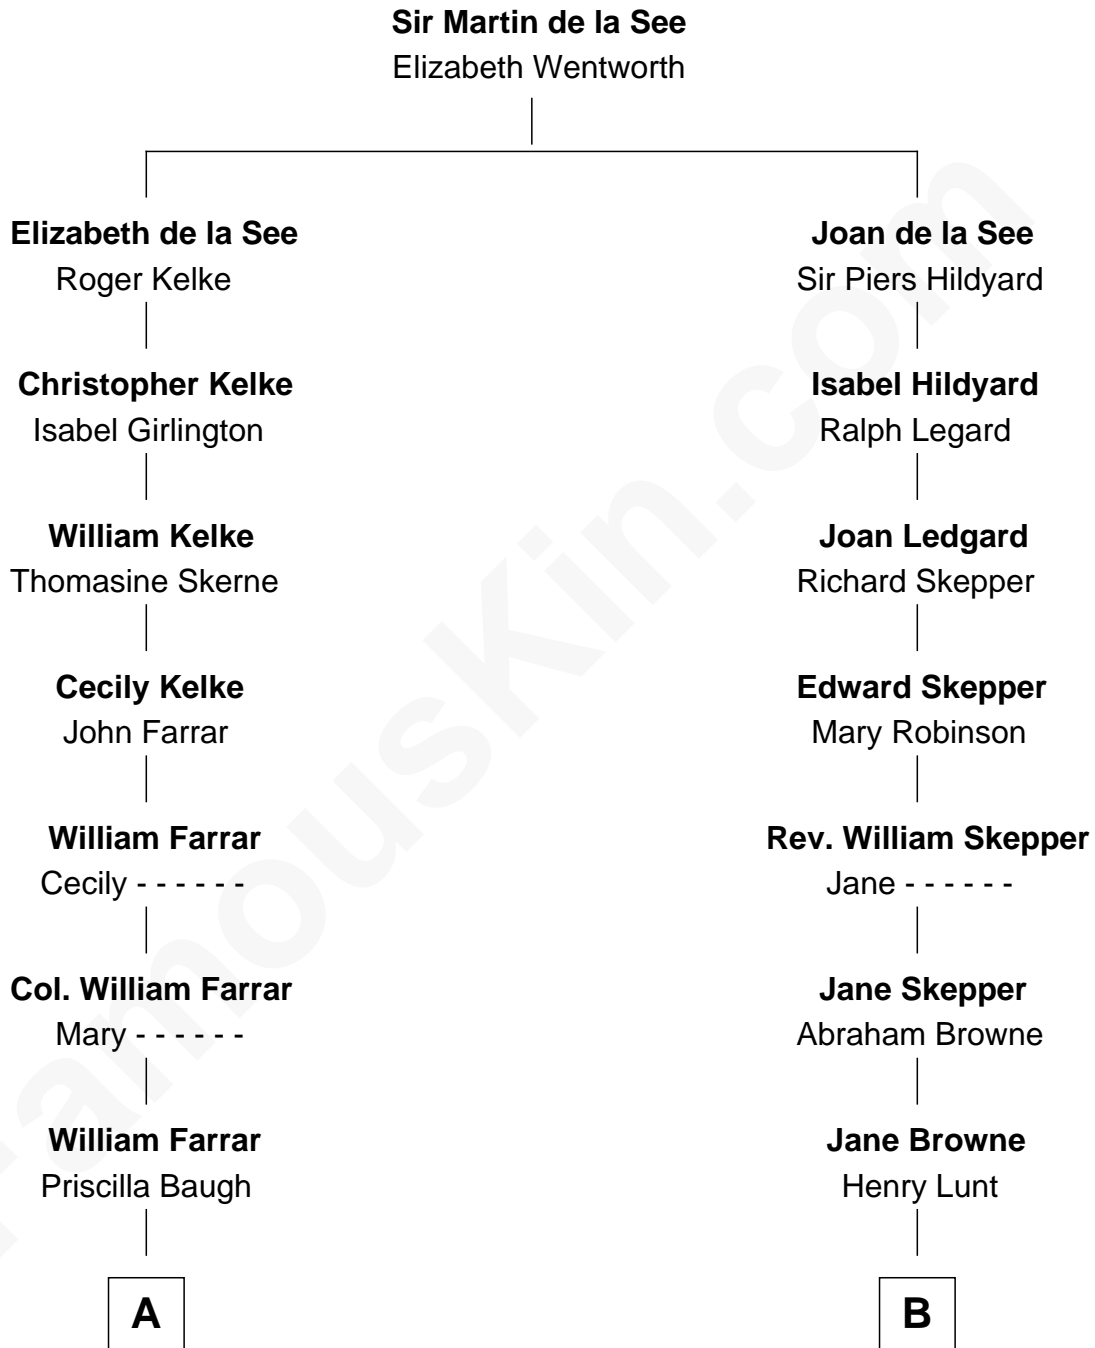 Sir Martin de la See
Elizabeth Wentworth
Elizabeth de la See
Roger Kelke
Joan de la See
Sir Piers Hildyard
Christopher Kelke
Isabel Girlington
Isabel Hildyard
Ralph Legard
William Kelke
Thomasine Skerne
Joan Ledgard
Richard Skepper
Cecily Kelke
John Farrar
Edward Skepper
Mary Robinson
William Farrar
Cecily - - - - - -
Rev. William Skepper
Jane - - - - - -
Col. William Farrar
Mary - - - - - -
Jane Skepper
Abraham Browne
William Farrar
Priscilla Baugh
Jane Browne
Henry Lunt
A
B
FamousKin.com